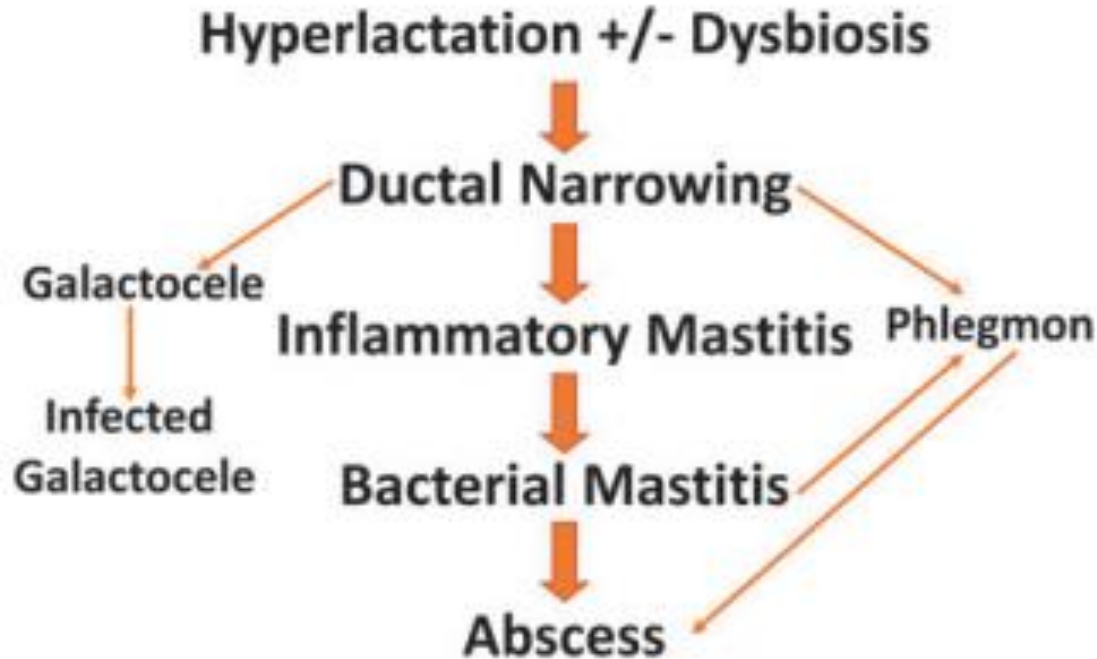 Hyperlactation +/- Dysbiosis
Ductal Narrowing
Galactocele
Inflammatory Mastitis
Phlegmon
Infected
Galactocele
Bacterial Mastitis
Abscess